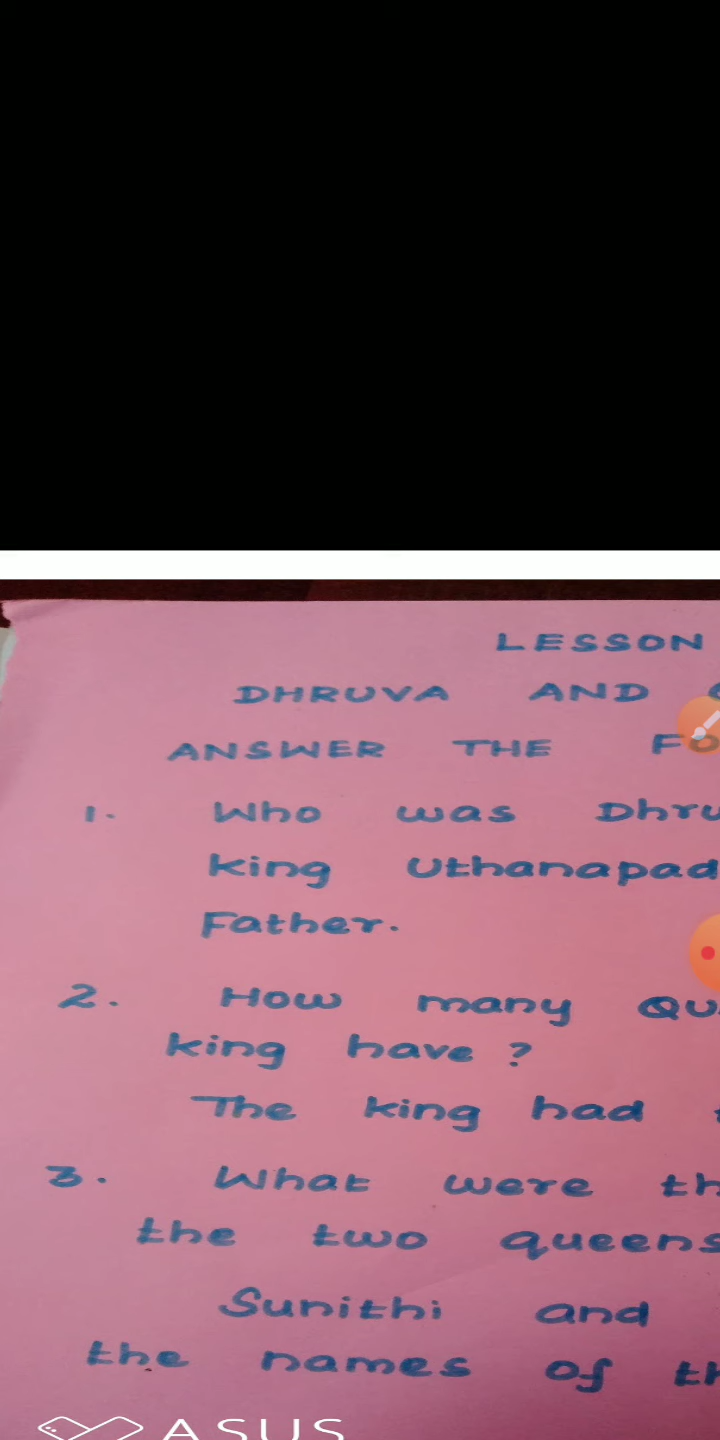 LESSON
DHRUVA AND
ANSWER THE
1. Who was
king
Father.
2. How many
king have?
The king had
3. What were
the two queens
Sunithi and
the names of
ASUS